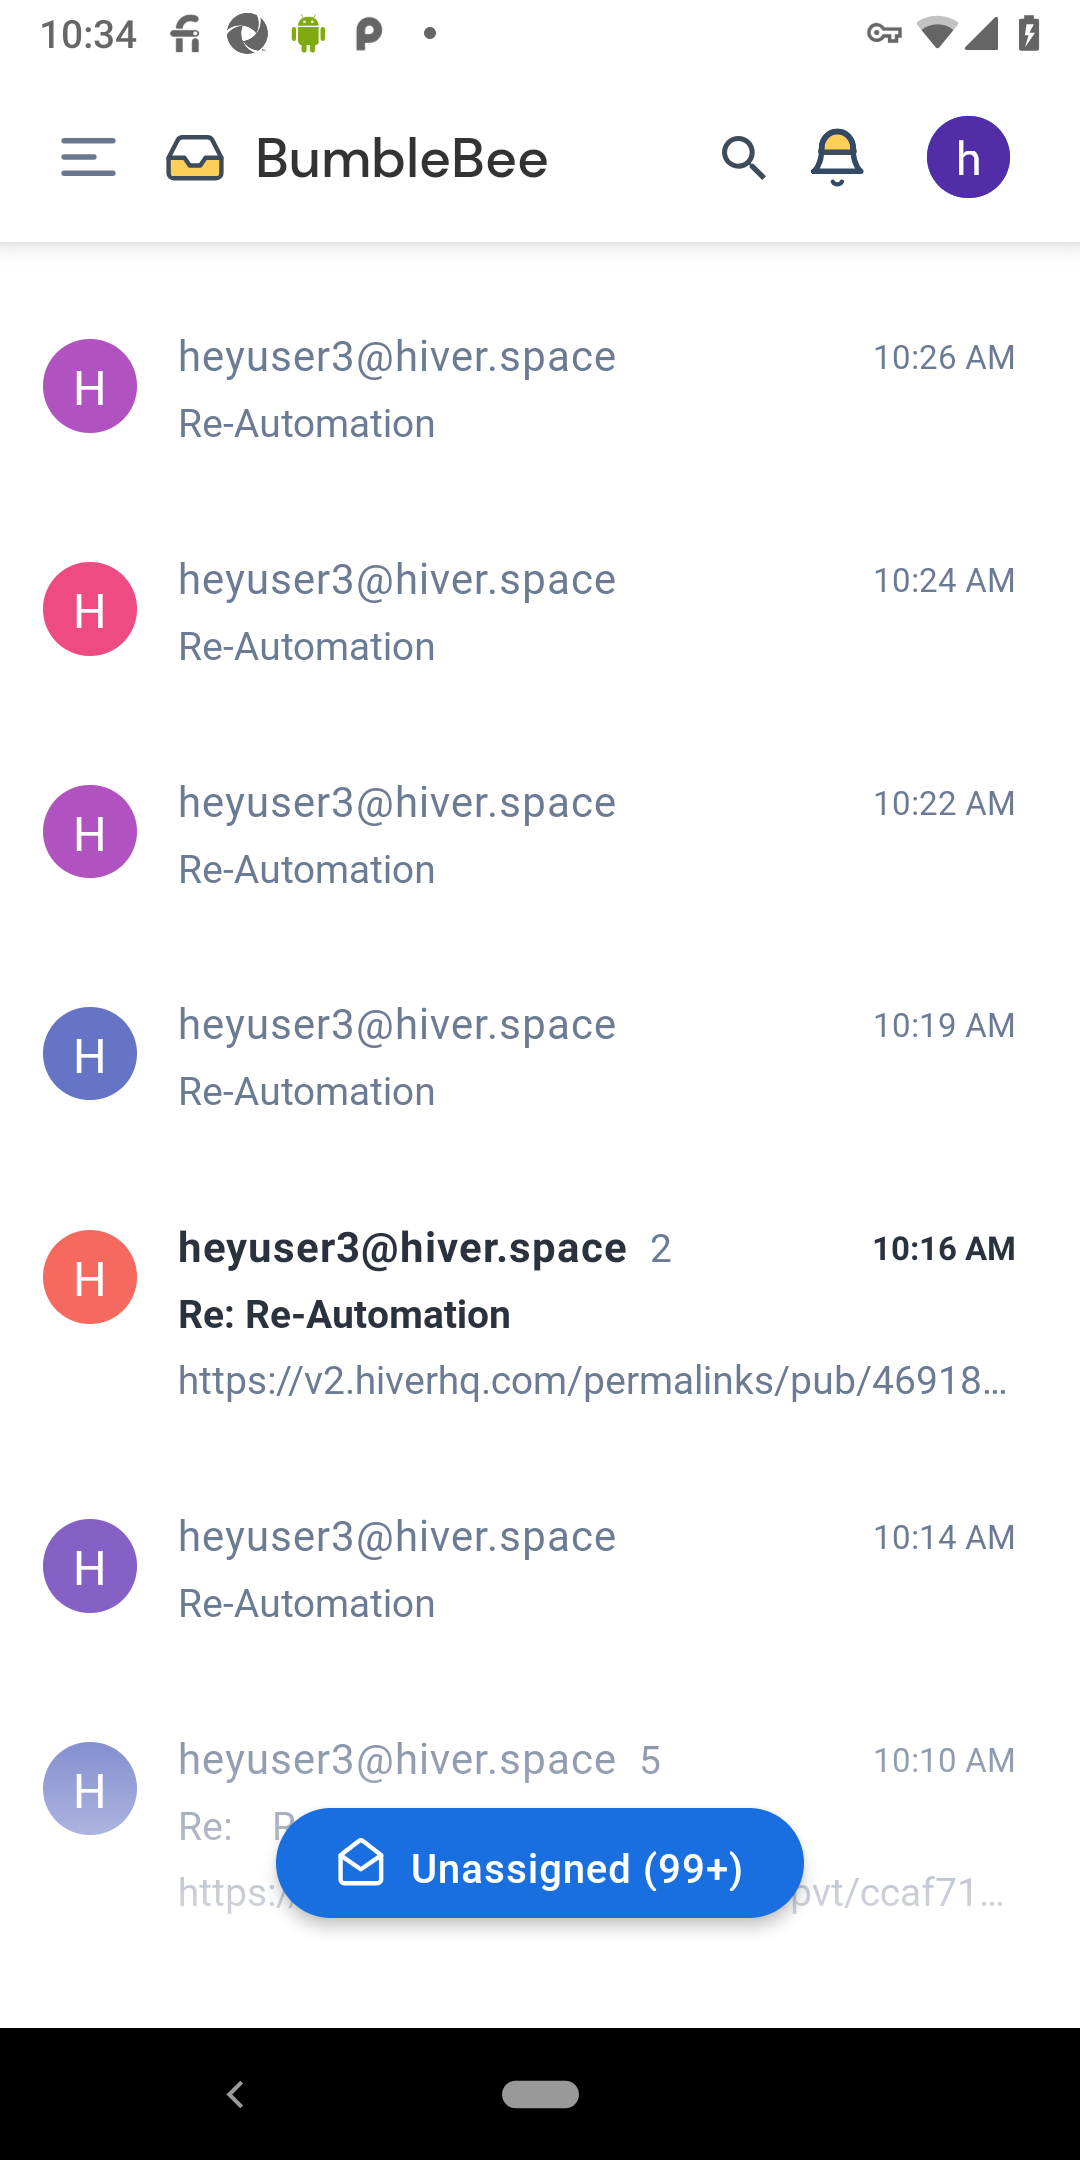 10:34
BumbleBee
h
H heyuser3@hiver.space 10:26 AM
Re-Automation
H heyuser3@hiver.space 10:24 AM
Re-Automation
H heyuser3@hiver.space 10:22 AM
Re-Automation
H heyuser3@hiver.space 10:19 AM
Re-Automation
H heyuser3@hiver.space 2 10:16 AM
Re: Re-Automation
https://v2.hiverhq.com/permalinks/pub/46918…
H heyuser3@hiver.space 14 10:14 AM
Re-Automation
H heyuser3@hiver.space 5 10:10 AM
Re:
https:/ pvt/ccaf71…
Unassigned (99+)